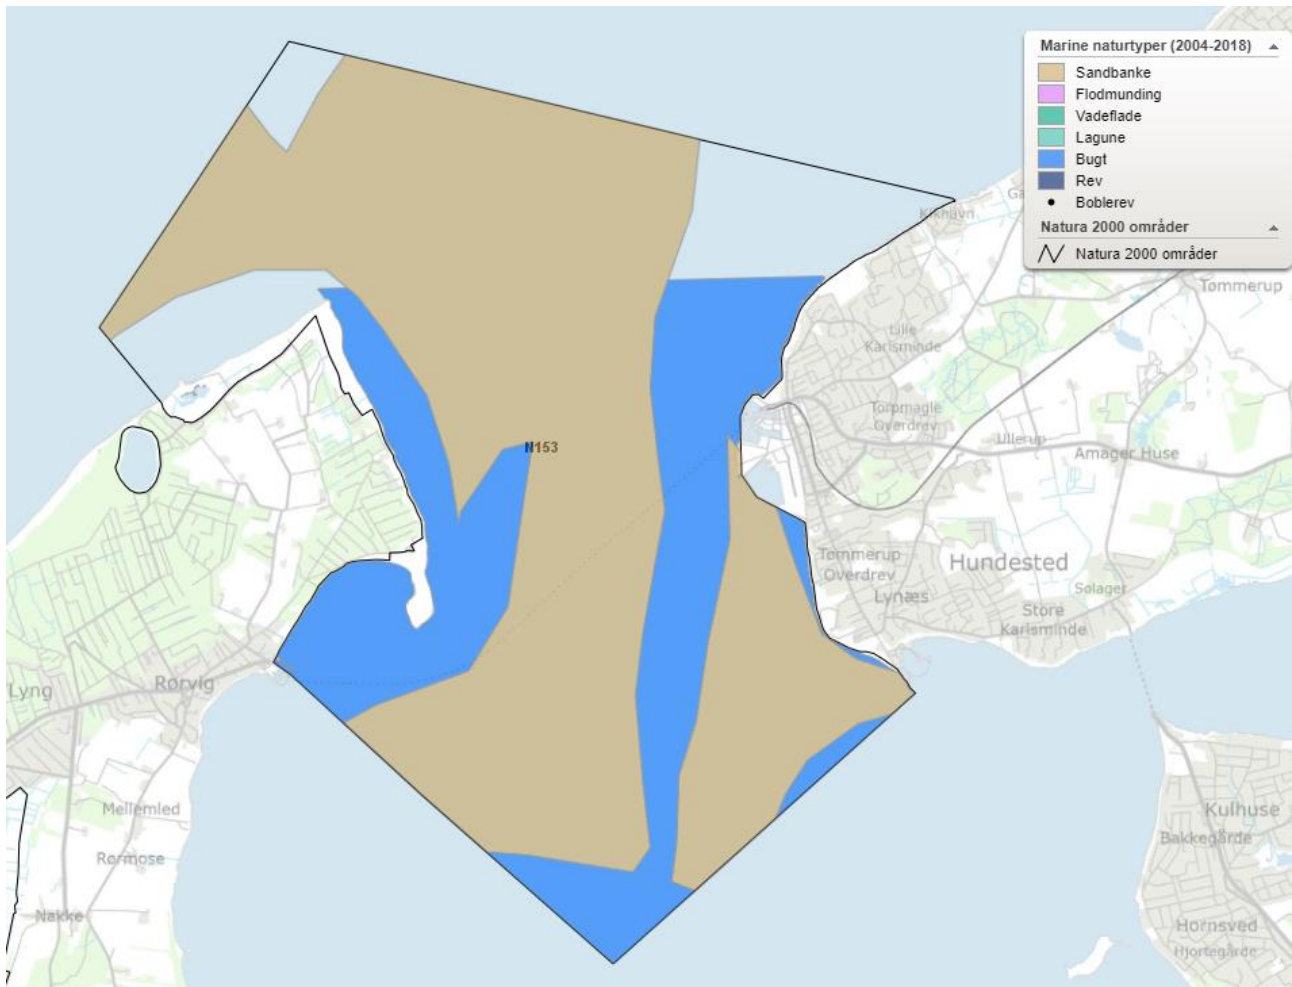 Marine naturtyper (2004-2018)
Sandbanke
Flodmunding
Vadeflade
Lagune
Bugt
Rev
Boblerev
Natura 2000 områder
Natura 2000 områder
Kikhavn
Tømmerup
Lille
Karlsminde
Torpmagle
Overdrev
Ullerup
Amager Huse
N153
Tømmerup
Overdrev
Hundested
Lynæs
Sølager
Store
Karlsminde
Lyng
Rørvig
Mellemled
Rørmose
Nakke
Kulhuse
Bakkegårde
Hornsved
Hjortegårde